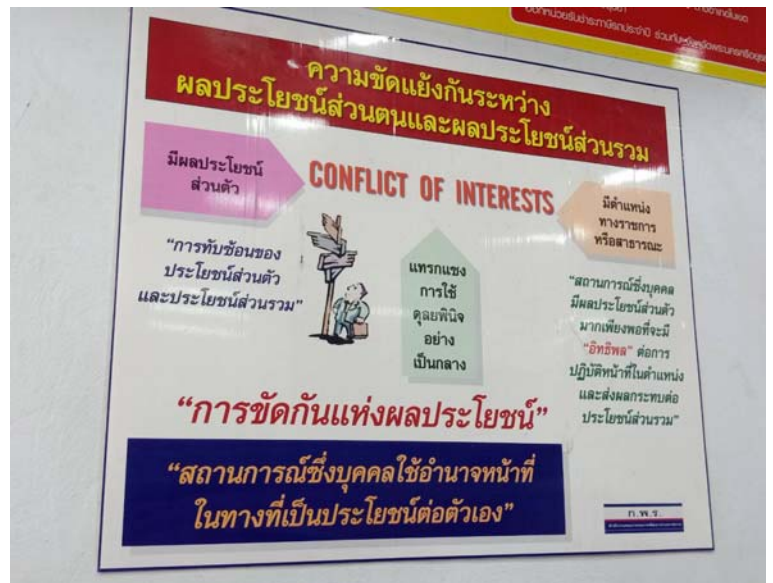 ความขัดแย้งกันระหว่าง
ผลประโยชน์ส่วนตนและผลประโยชน์ส่วนรวม
CONFLICT OF INTERESTS
มีผลประโยชน์
ส่วนตัว
"การทับซ้อนของ
ประโยชน์ส่วนตัว
และประโยชน์ส่วนรวม"
แทรกแซง
การใช้
ดุลยพินิจ
อย่าง
เป็นกลาง
มีตำแหน่ง
ทางราชการ
หรือสาธารณะ
"สถานการณ์ซึ่งบุคคล
มีผลประโยชน์ส่วนตัว
มากเพียงพอที่จะมี
"อิทธิพล" ต่อการ
ปฏิบัติหน้าที่ในตำแหน่ง
และส่งผลกระทบต่อ
ประโยชน์ส่วนรวม"
"การขัดกันแห่งผลประโยชน์"
"สถานการณ์ซึ่งบุคคลใช้อำนาจหน้าที่
ในทางที่เป็นประโยชน์ต่อตัวเอง"
ก.พ.ร.